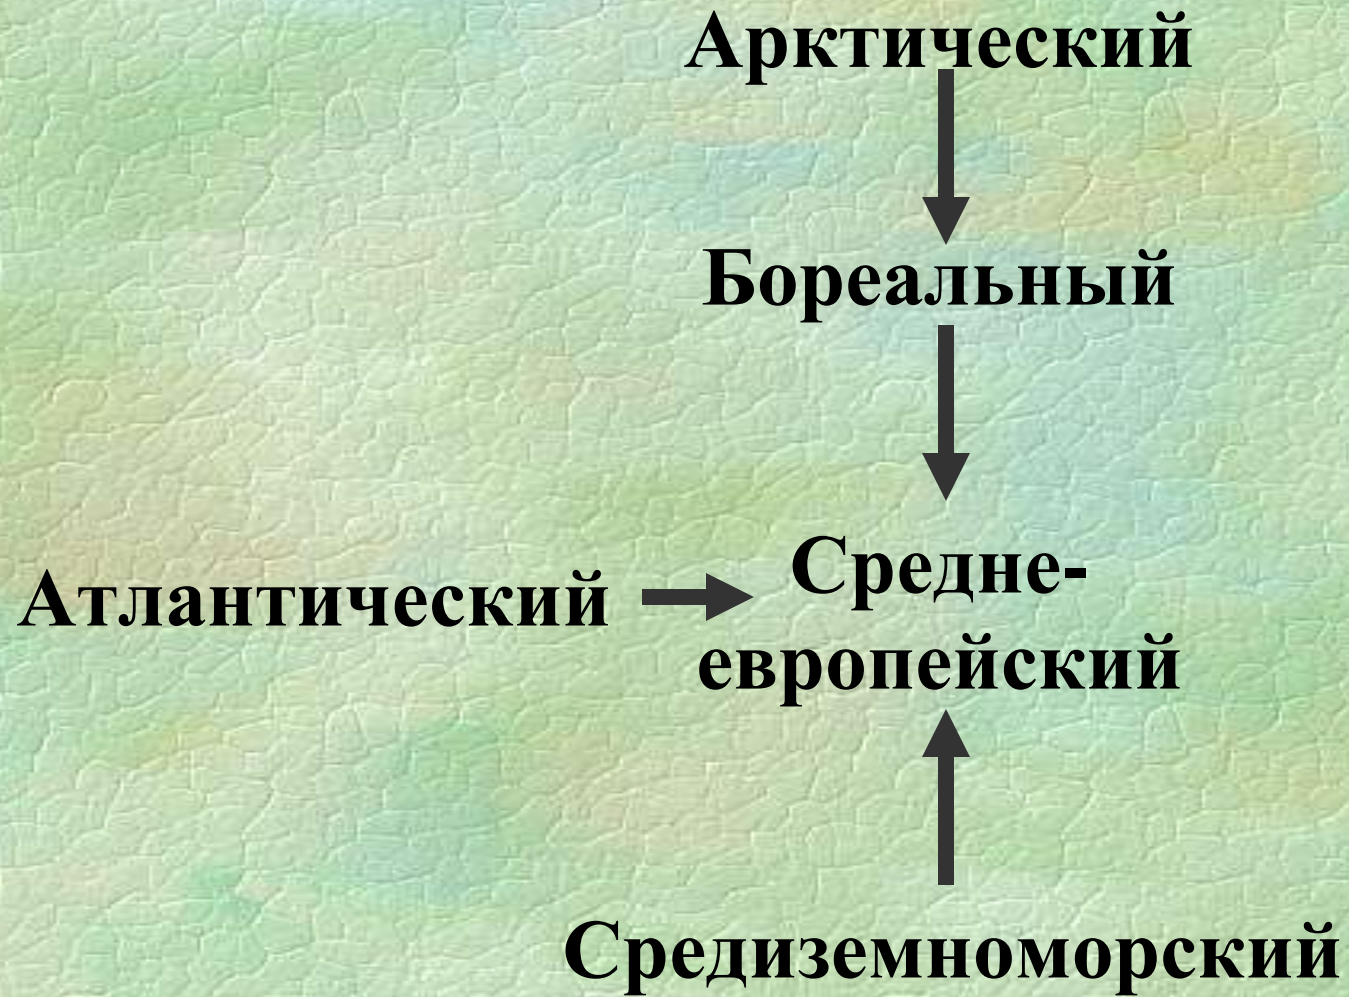 Арктический
Бореальный
Атлантический
Средне-
европейский
Средиземноморский